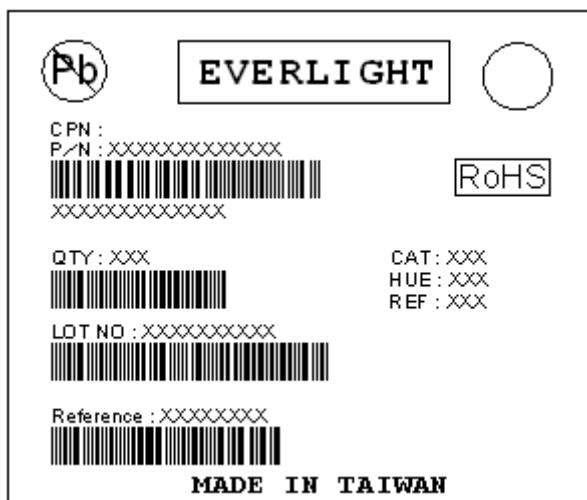 Pb
EVERLIGHT
CPN :
P/N : XXXXXXXXXXXXX
RoHS
XXXXXXXXXXXXX
QTY : XXX
CAT : XXX
HUE : XXX
REF : XXX
LOT NO : XXXXXXXXXX
Reference : XXXXXXXX
MADE IN TAIWAN